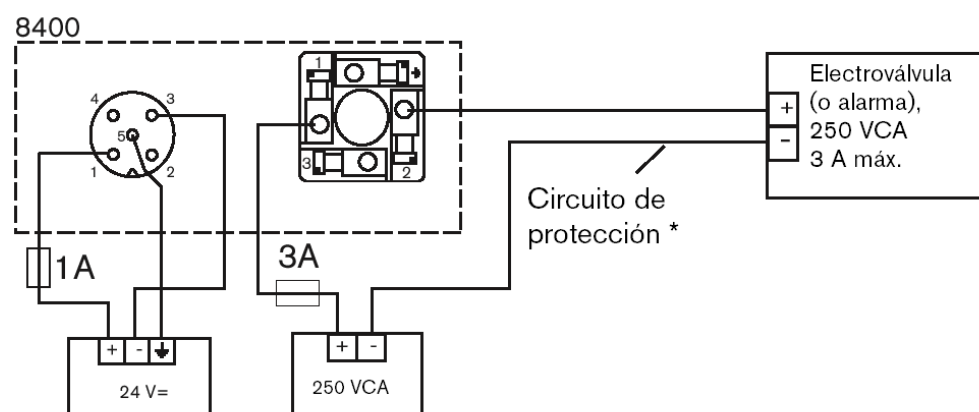 8400
4
3
5
1
2
1
3
2
Electroválvula
(o alarma),
250 VCA
3 A máx.
+
-
Circuito de
protección *
1A
3A
+ -
24 V=
+ -
250 VCA